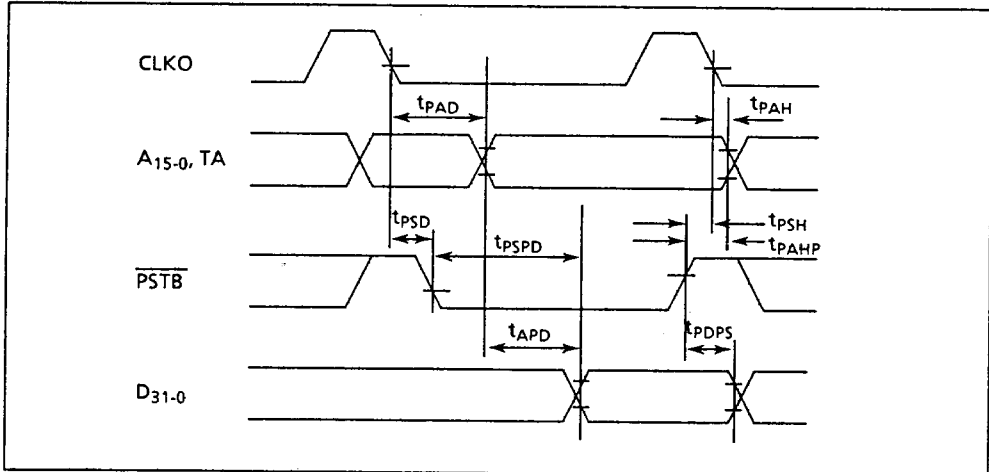 CLKO
tPAD
tPAH
A15-0, TA
tPSD
tPSPD
tPSH
tPAHP
PSTB
tAPD
tPDPS
D31-0